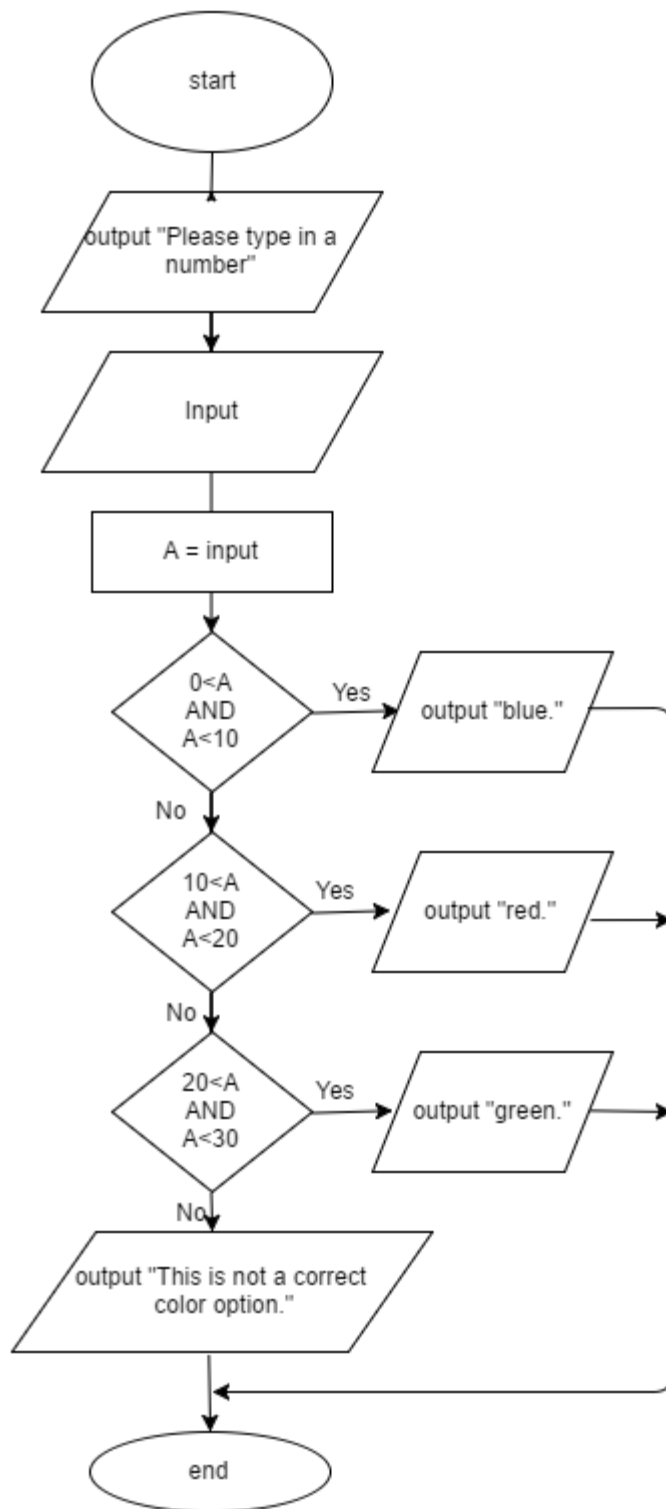 start
output "Please type in a
number"
Input
A = input
0<A
AND
A<10
Yes
output "blue."
No
10<A
AND
A<20
Yes
output "red."
No
20<A
AND
A<30
Yes
output "green."
No
output "This is not a correct
color option."
end